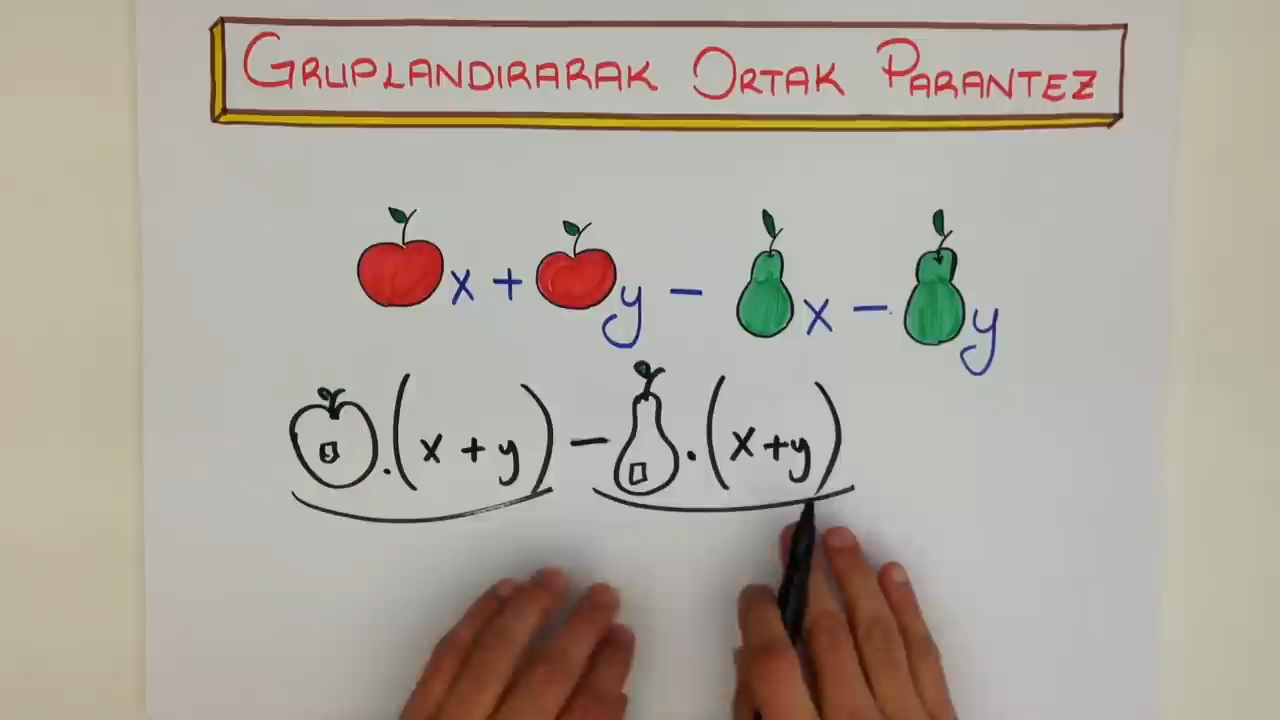 GRUPLANDIRARAK ORTAK PARANTEZ
x + y - x - y
.(x + y) - .(x+y)